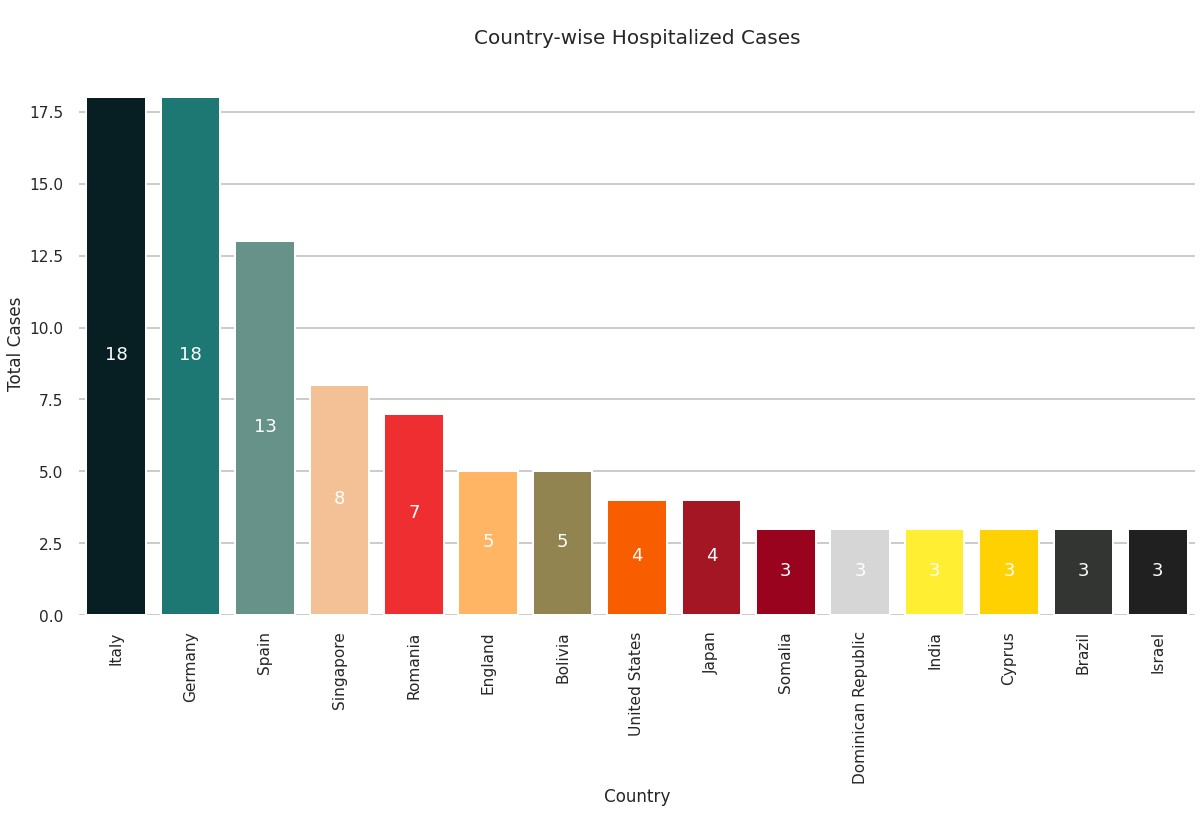 Country-wise Hospitalized Cases
Total Cases
17.5
15.0
12.5
10.0
7.5
5.0
2.5
0.0
18
18
13
8
7
5
5
4
4
3
3
3
3
3
3
Italy
Germany
Spain
Singapore
Romania
England
Bolivia
United States
Japan
Somalia
Dominican Republic
India
Cyprus
Brazil
Israel
Country